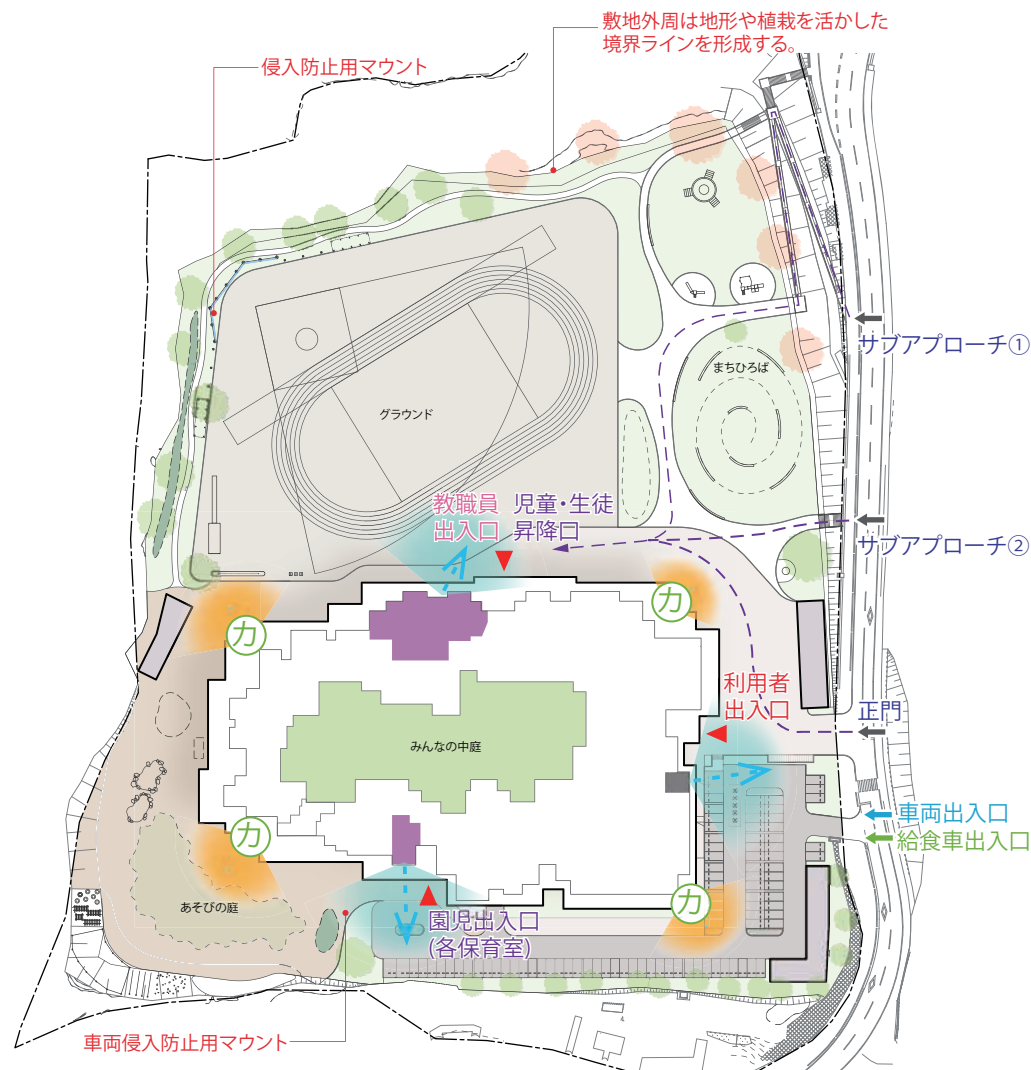 敷地外周は地形や植栽を活かした
境界ラインを形成する。
侵入防止用マウント
サブアプローチ①
まちひろば
グラウンド
教職員
出入口
児童・生徒
昇降口
サブアプローチ②
カ
カ
利用者
出入口
正門
みんなの中庭
車両出入口
給食車出入口
カ
カ
あそびの庭
園児出入口
(各保育室)
車両侵入防止用マウント